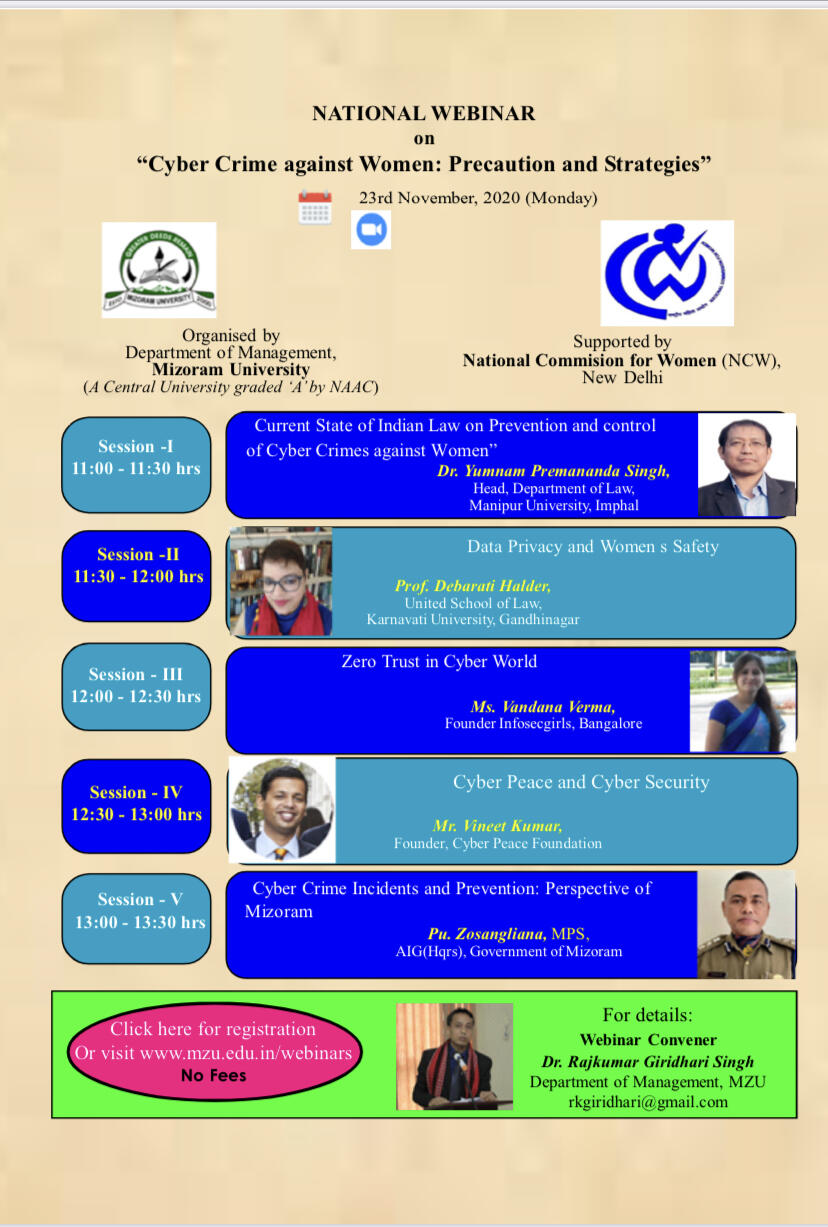 NATIONAL WEBINAR
on
“Cyber Crime against Women: Precaution and Strategies”
23rd November, 2020 (Monday)
GREATER DEEDS REMAIN
ESTD MIZORAM UNIVERSITY 2000
Organised by
Department of Management,
Mizoram University
(A Central University graded ‘A’ by NAAC)
Supported by
National Commision for Women (NCW),
New Delhi
Session -I
11:00 - 11:30 hrs
Current State of Indian Law on Prevention and control
of Cyber Crimes against Women”
Dr. Yumnam Premananda Singh,
Head, Department of Law,
Manipur University, Imphal
Session -II
11:30 - 12:00 hrs
Data Privacy and Women s Safety
Prof. Debarati Halder,
United School of Law,
Karnavati University, Gandhinagar
Session - III
12:00 - 12:30 hrs
Zero Trust in Cyber World
Ms. Vandana Verma,
Founder Infosecgirls, Bangalore
Session - IV
12:30 - 13:00 hrs
Cyber Peace and Cyber Security
Mr. Vineet Kumar,
Founder, Cyber Peace Foundation
Session - V
13:00 - 13:30 hrs
Cyber Crime Incidents and Prevention: Perspective of
Mizoram
Pu. Zosangliana, MPS,
AIG(Hqrs), Government of Mizoram
Click here for registration
Or visit www.mzu.edu.in/webinars
No Fees
For details:
Webinar Convener
Dr. Rajkumar Giridhari Singh
Department of Management, MZU
rkgiridhari@gmail.com